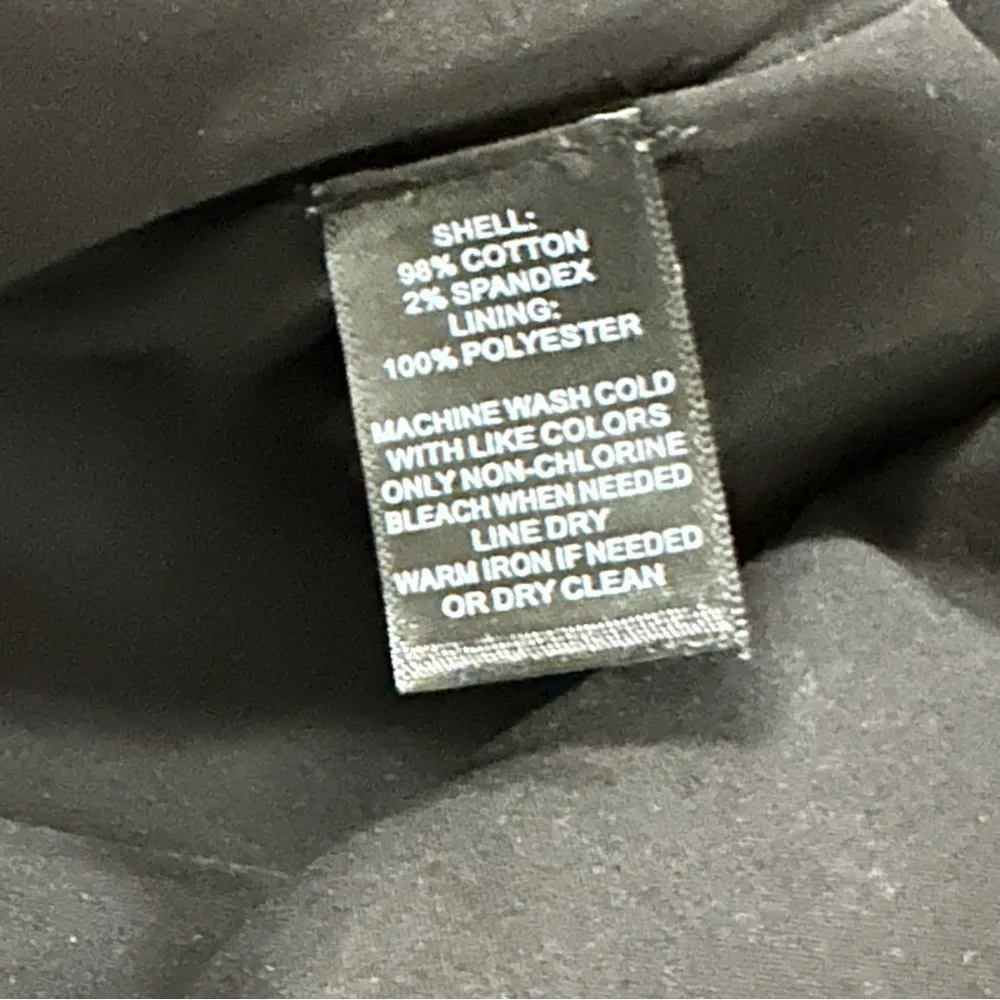 SHELL:
98% COTTON
2% SPANDEX
LINING:
100% POLYESTER
MACHINE WASH COLD
WITH LIKE COLORS
ONLY NON-CHLORINE
BLEACH WHEN NEEDED
LINE DRY
WARM IRON IF NEEDED
OR DRY CLEAN